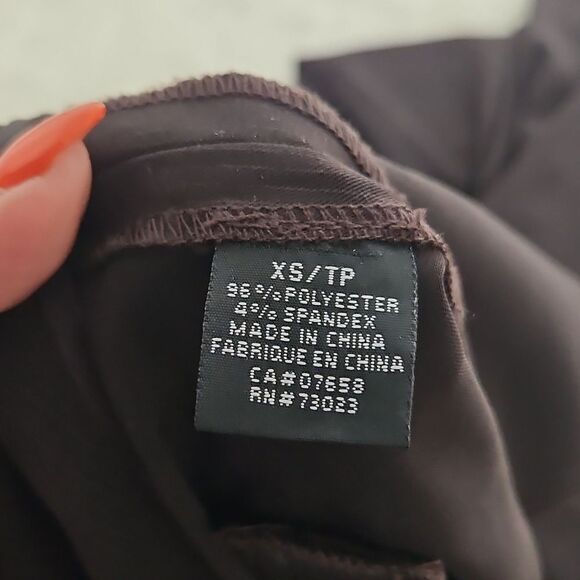 XS/TP
96%POLYESTER
4% SPANDEX
MADE IN CHINA
FABRIQUE EN CHINA
CA#07658
RN#73023